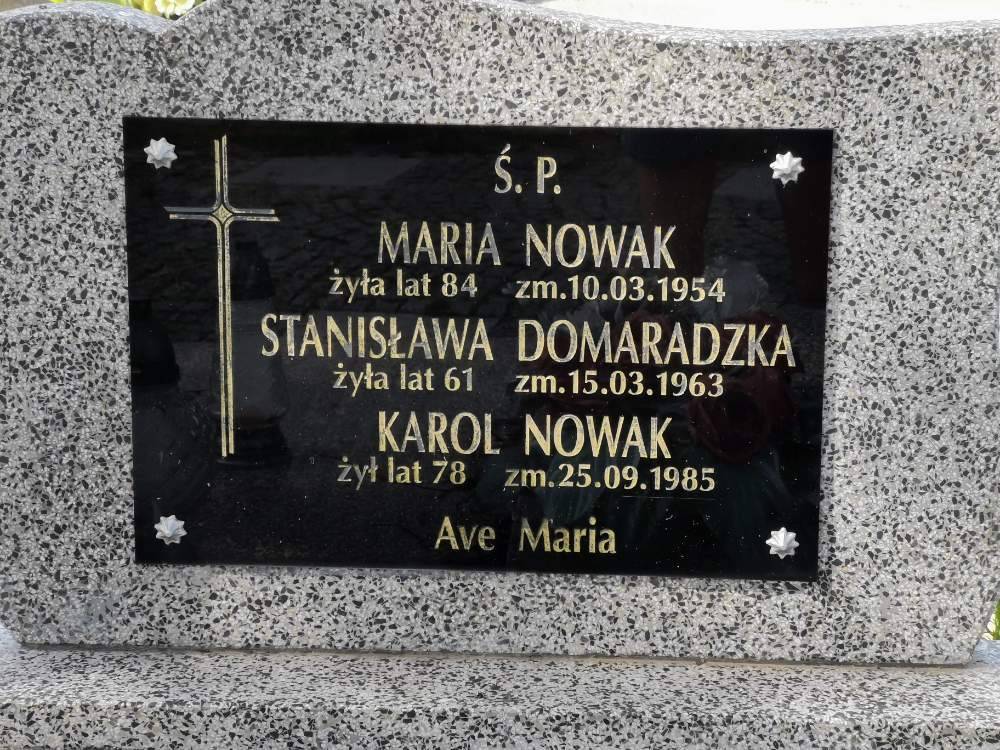 Ś. P.
MARIA NOWAK
żyła lat 84 zm.10.03.1954
STANISŁAWA DOMARADZKA
żyła lat 61 zm.15.03.1963
KAROL NOWAK
żył lat 78 zm.25.09.1985
Ave Maria